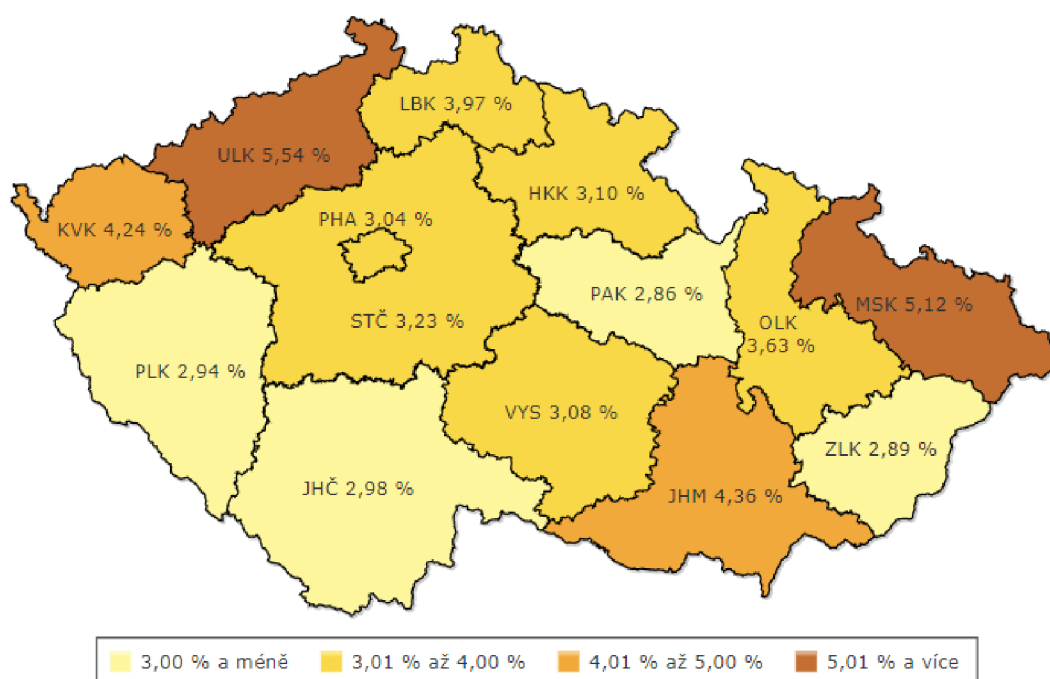 LBK 3,97 %
ULK 5,54 %
HKK 3,10 %
PHA 3,04 %
KVK 4,24 %
PAK 2,86 %
MSK 5,12 %
STČ 3,23 %
OLK
3,63 %
PLK 2,94 %
VYS 3,08 %
ZLK 2,89 %
JHČ 2,98 %
JHM 4,36 %
3,00 % a méně
3,01 % až 4,00 %
4,01 % až 5,00 %
5,01 % a více